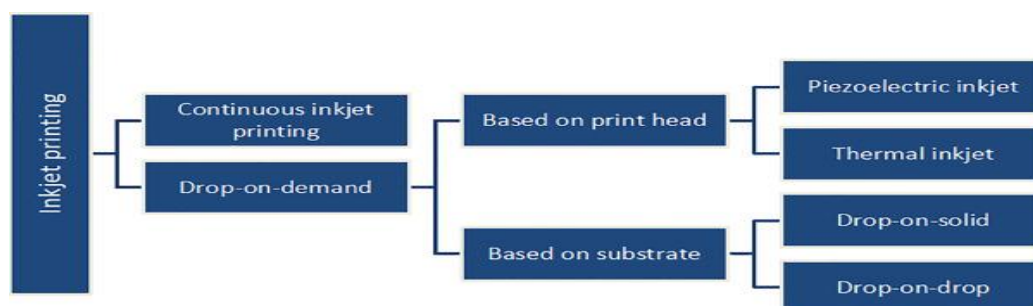 Inkjet printing
Continuous inkjet
printing
Drop-on-demand
Based on print head
Based on substrate
Piezoelectric inkjet
Thermal inkjet
Drop-on-solid
Drop-on-drop